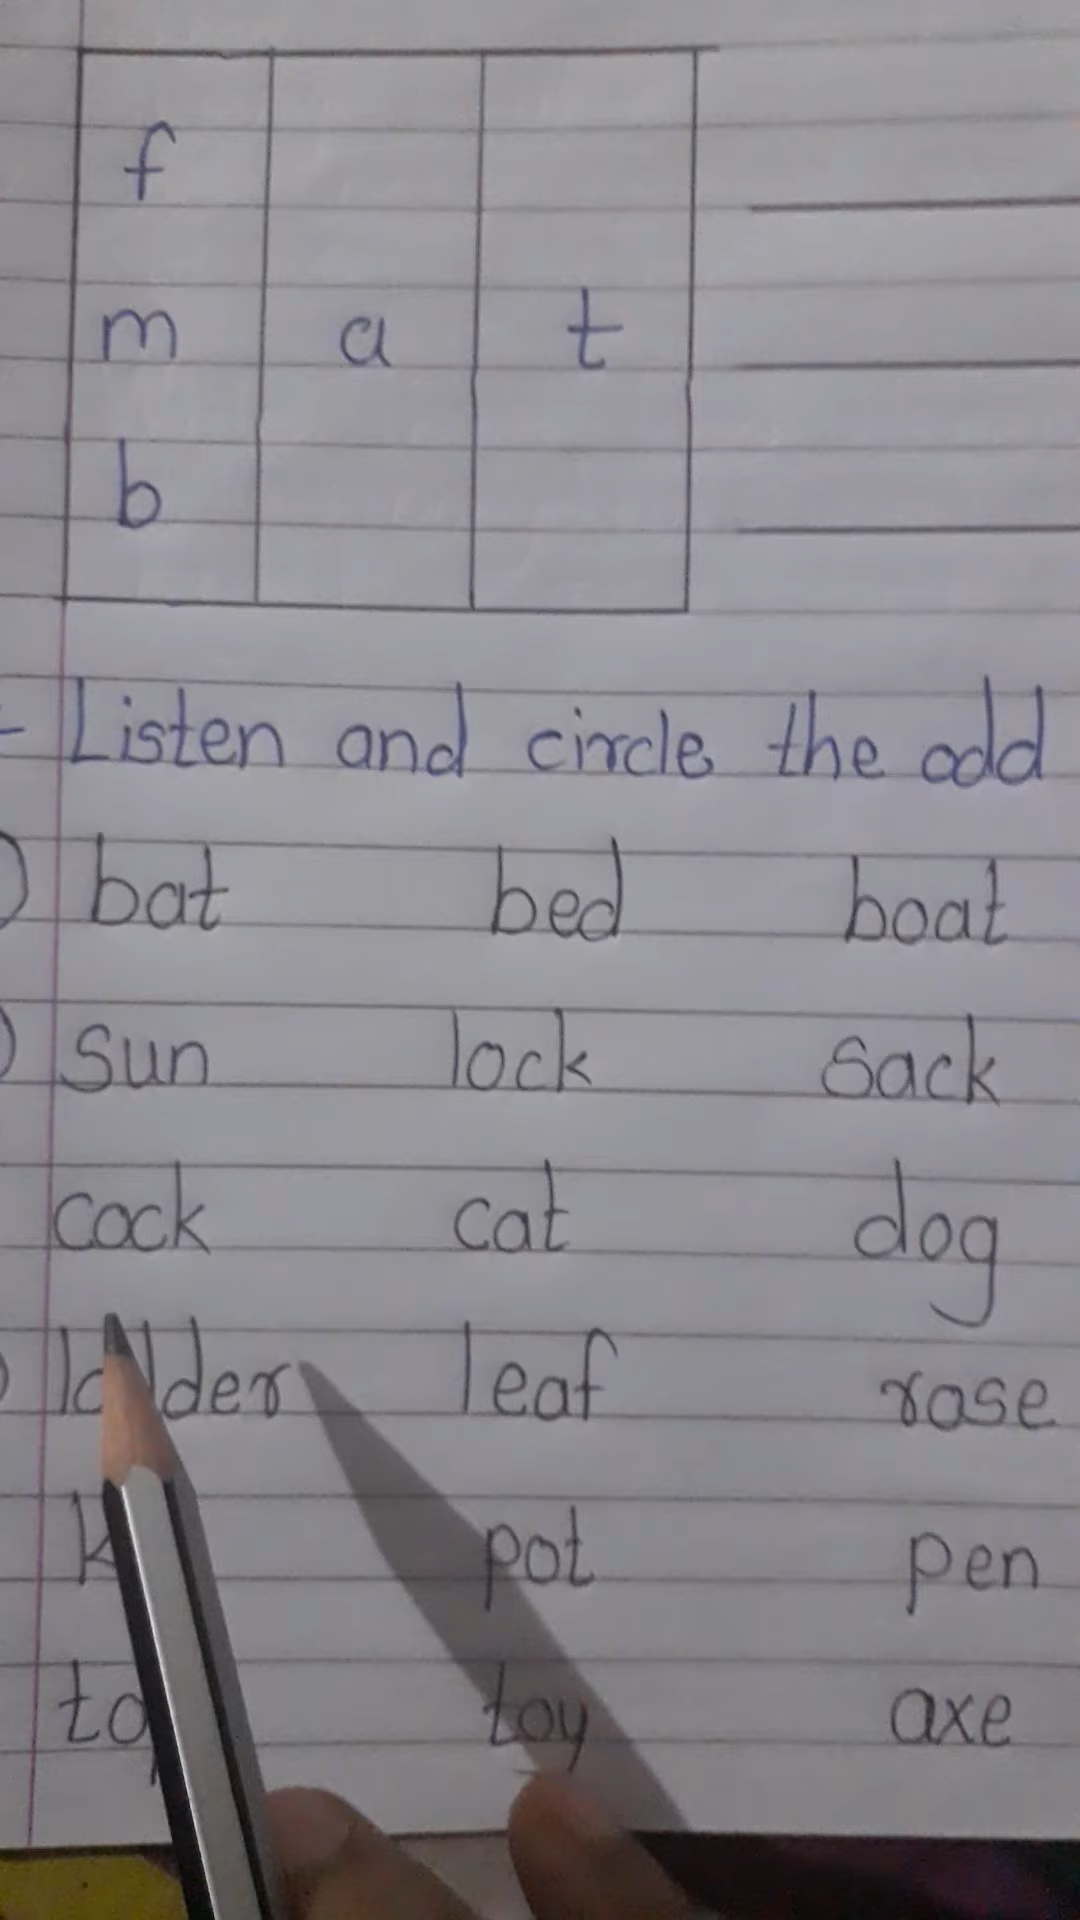 f
m a t
b
Listen and circle the odd
bat bed boat
sun lock sack
cock cat dog
ladder leaf rose
pot pen
toy axe